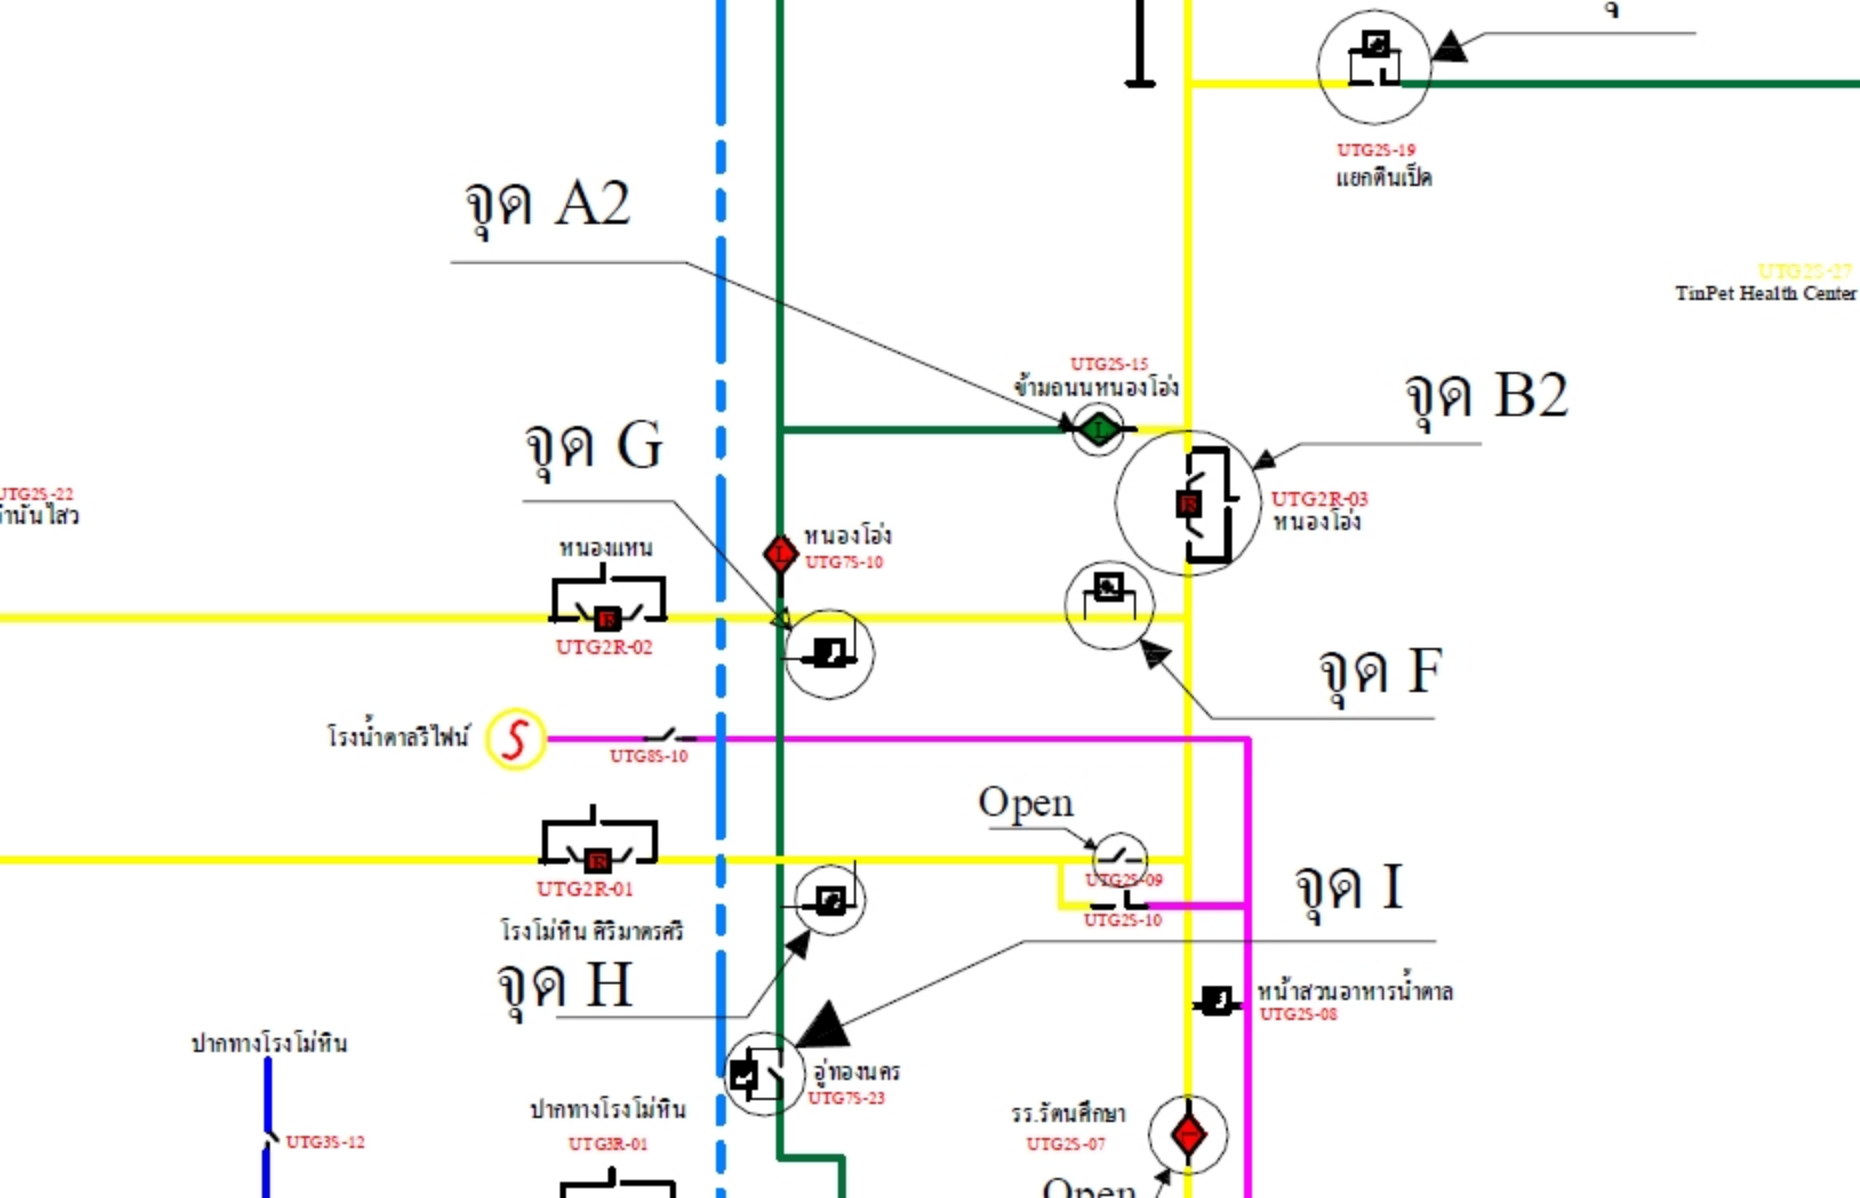 UTG2S-19
แยกตีนเป็ด
จุด A2
UTG2S-27
TinPet Health Center
UTG2S-15
ข้ามถนนหนองโอ่ง
L
จุด B2
จุด G
UTG2S-22
UTG2R-03
หนองโอ่ง
R
หนองโอ่ง
UTG7S-10
L
หนองแหน
R
UTG2R-02
จุด F
โรงน้ำตาลรีไฟน์
S
UTG8S-10
Open
R
UTG2R-01
UTG2S-09
UTG2S-10
จุด I
โรงโม่หิน ศิริมาตรศรี
จุด H
หน้าสวนอาหารน้ำตาล
UTG2S-08
ปากทางโรงโม่หิน
อู่ทองนคร
UTG7S-23
ปากทางโรงโม่หิน
UTG3R-01
UTG3S-12
รร.รัตนศึกษา
UTG2S-07
Open